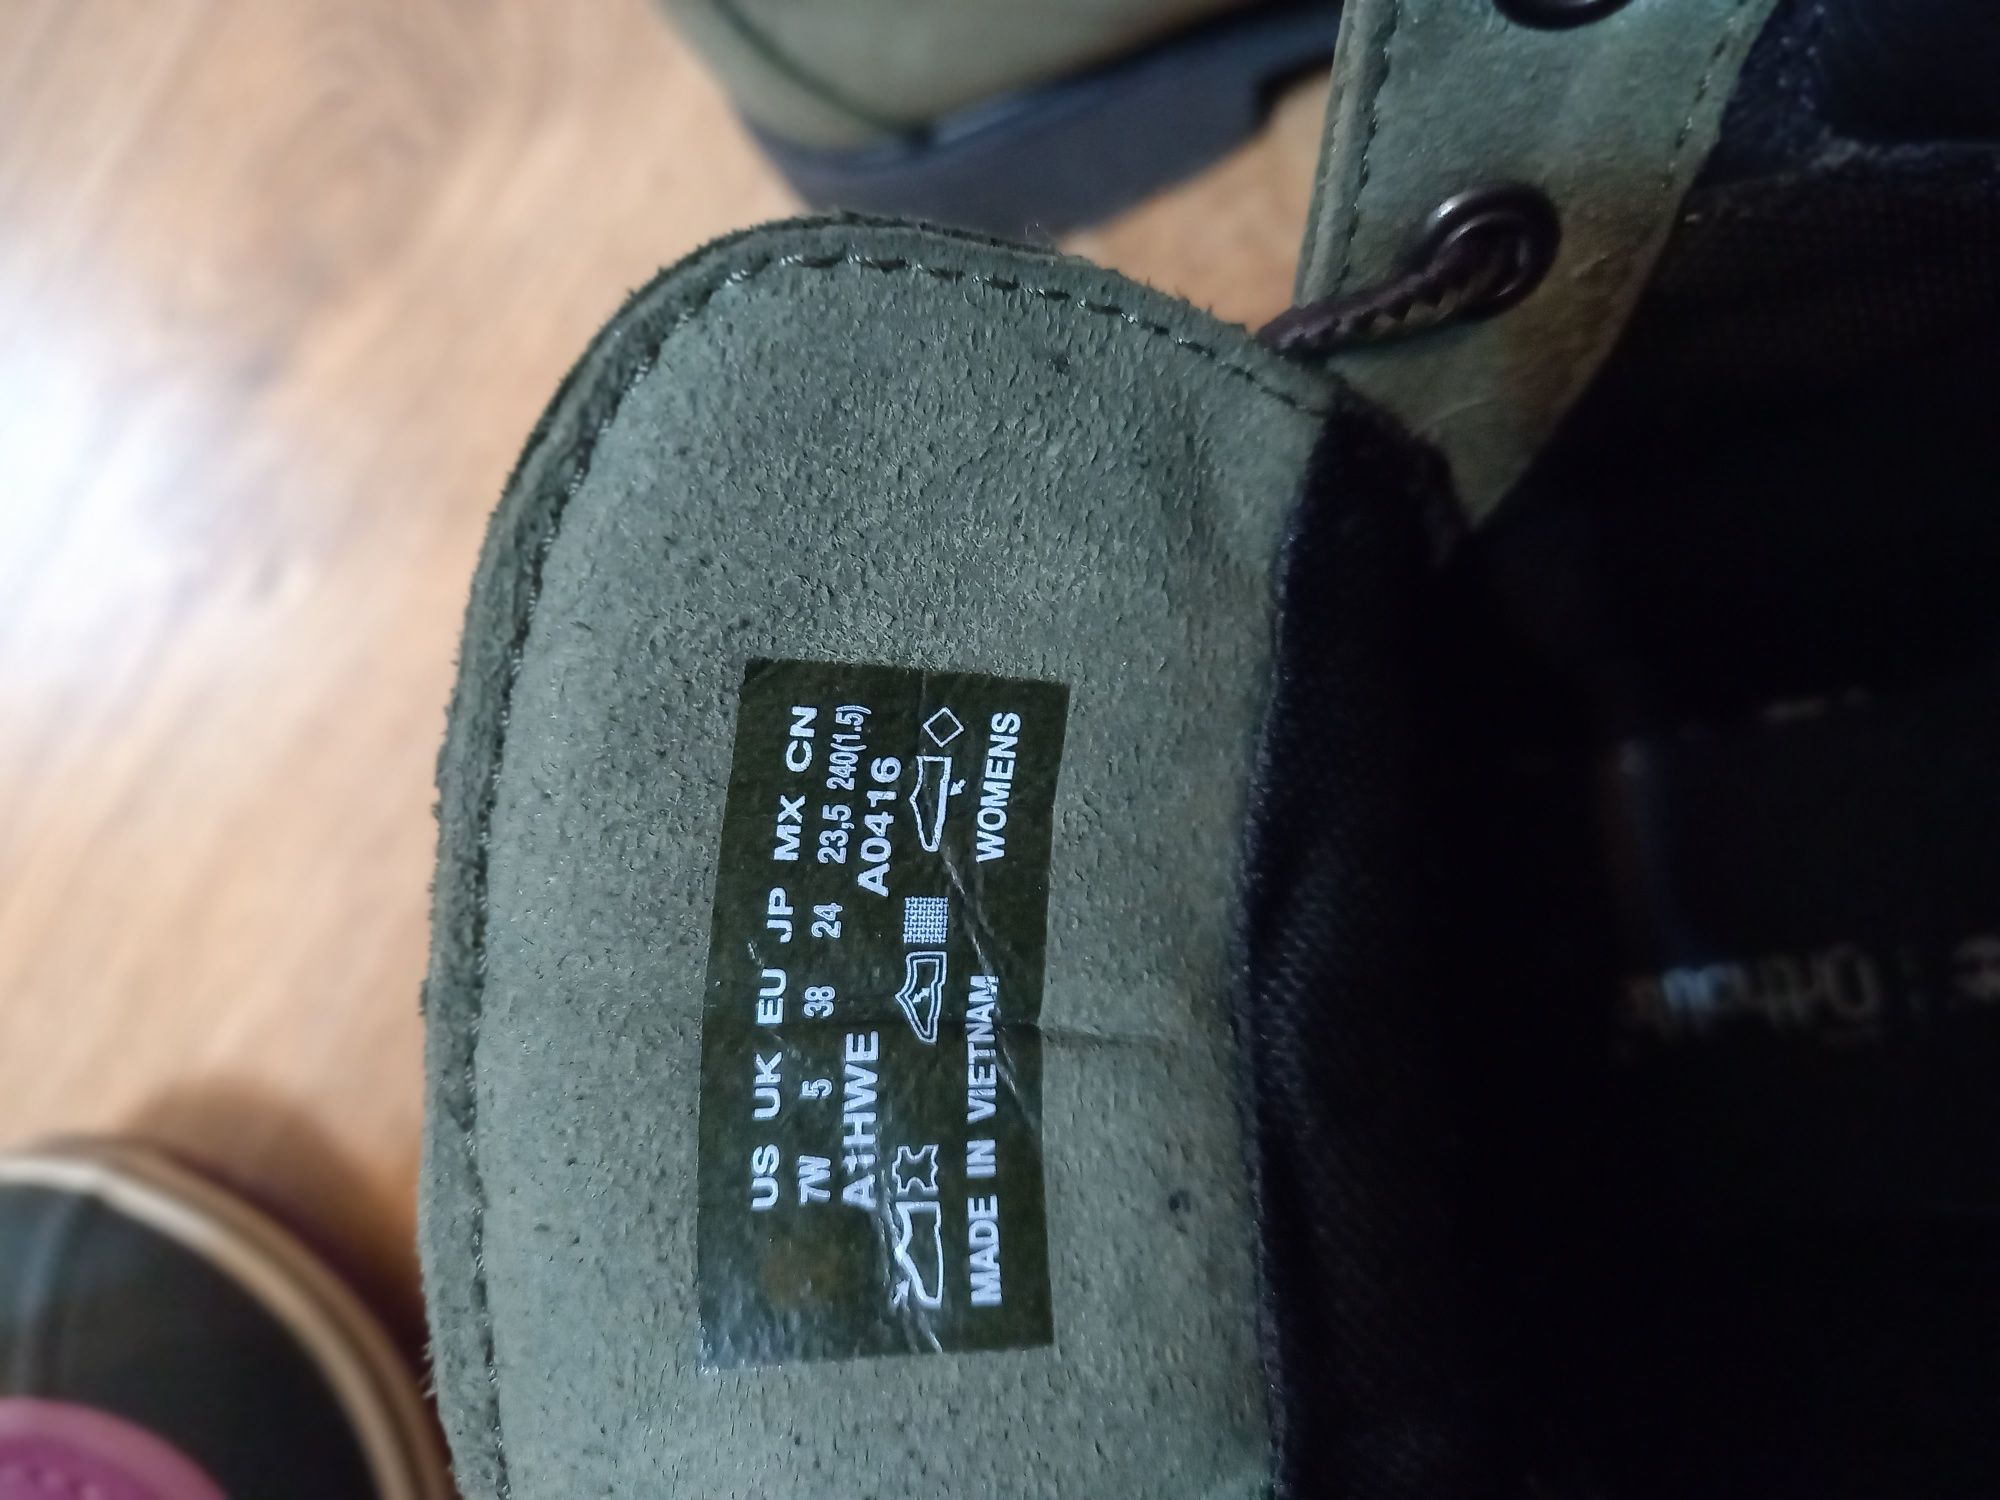 US UK EU JP MX CN
7W 5 38 24 23,5 240(1.5)
A1HWE A0416
MADE IN VIETNAM WOMENS